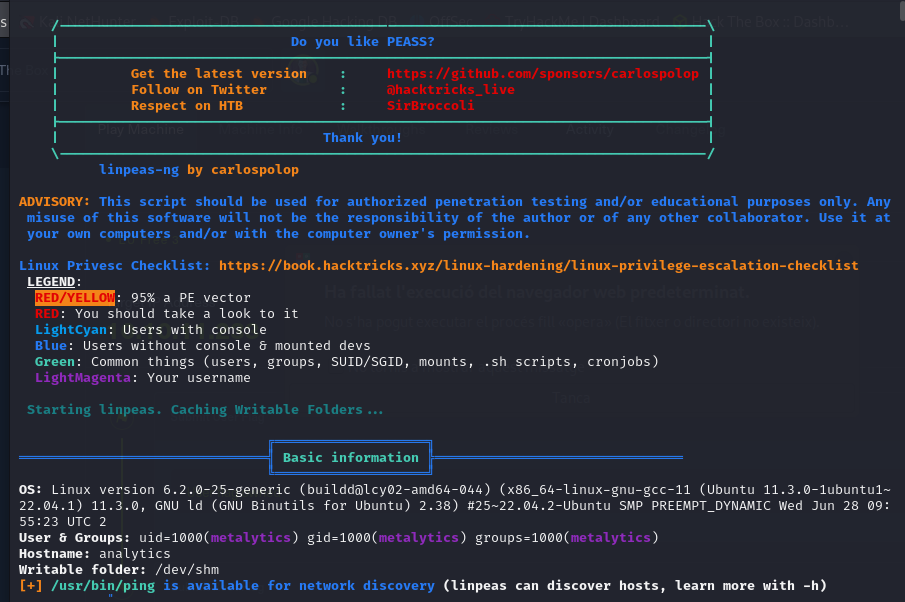 Do you like PEASS?
Get the latest version : https://github.com/sponsors/carlospolop
Follow on Twitter : @hacktricks_live
Respect on HTB : SirBroccoli
Play Machine
Activity
Thank you!
linpeas-ng by carlospolop
ADVISORY: This script should be used for authorized penetration testing and/or educational purposes only. Any
misuse of this software will not be the responsibility of the author or of any other collaborator. Use it at
your own computers and/or with the computer owner's permission.
Linux Privesc Checklist: https://book.hacktricks.xyz/linux-hardening/linux-privilege-escalation-checklist
LEGEND:
Ha fallat l'execució del navegador web predeterminat
RED/YELLOW: 95% a PE vector
RED: You should take a look to it
LightCyan: Users with console
Blue: Users without console & mounted devs
Green: Common things (users, groups, SUID/SGID, mounts, .sh scripts, cronjobs)
LightMagenta: Your username
Starting linpeas. Caching Writable Folders...
Basic information
OS: Linux version 6.2.0-25-generic (buildd@lcy02-amd64-044) (x86_64-linux-gnu-gcc-11 (Ubuntu 11.3.0-1ubuntu1~
22.04.1) 11.3.0, GNU ld (GNU Binutils for Ubuntu) 2.38) #25~22.04.2-Ubuntu SMP PREEMPT_DYNAMIC Wed Jun 28 09:
55:23 UTC 2
User & Groups: uid=1000(metalytics) gid=1000(metalytics) groups=1000(metalytics)
Hostname: analytics
Writable folder: /dev/shm
[+] /usr/bin/ping is available for network discovery (linpeas can discover hosts, learn more with -h)